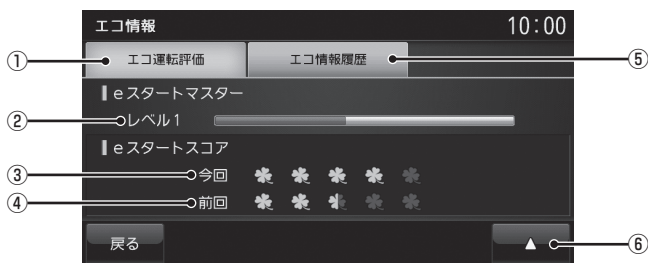 エコ情報 10:00
① エコ運転評価 エコ情報履歴 ⑤
eスタートマスター
② レベル1
eスタートスコア
③ 今回
④ 前回
戻る ▲ ⑥